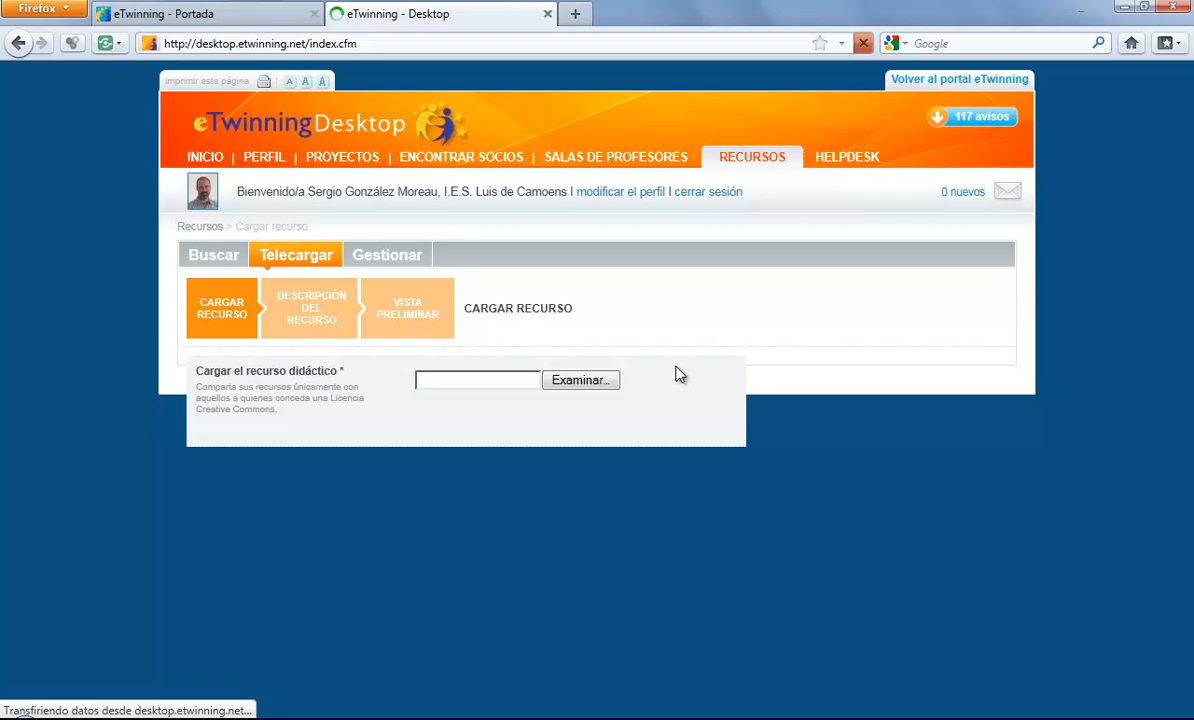 Firefox
eTwinning - Portada
eTwinning - Desktop
http://desktop.etwinning.net/index.cfm
Google
imprimir esta página
A A A
Volver al portal eTwinning
eTwinning Desktop
117 avisos
INICIO | PERFIL | PROYECTOS | ENCONTRAR SOCIOS | SALAS DE PROFESORES RECURSOS HELPDESK
Bienvenido/a Sergio González Moreau, I.E.S. Luis de Camoens I modificar el perfil I cerrar sesión
0 nuevos
Recursos > Cargar recurso
Buscar Telecargar Gestionar
CARGAR
RECURSO
DESCRIPCIÓN
DEL
RECURSO
VISTA
PRELIMINAR
CARGAR RECURSO
Cargar el recurso didáctico *
Comparta sus recursos únicamente con
aquellos a quienes conceda una Licencia
Creative Commons.
Examinar...
Transfiriendo datos desde desktop.etwinning.net...